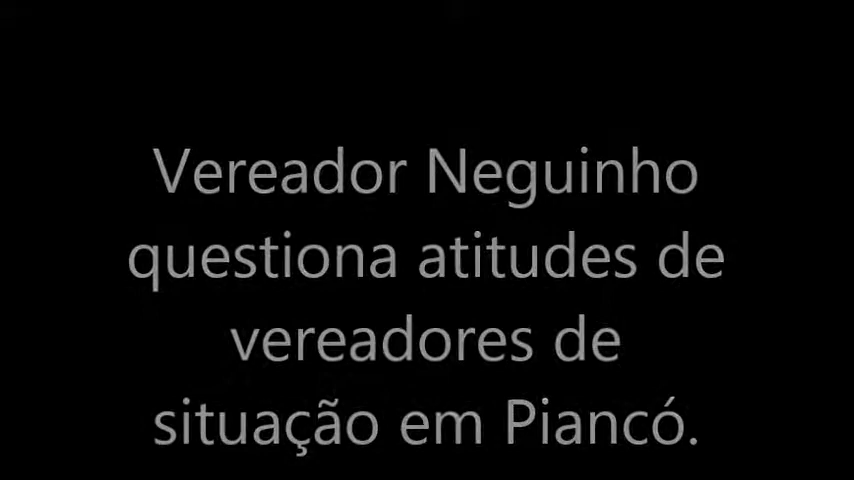 Vereador Neguinho
questiona atitudes de
vereadores de
situação em Piancó.